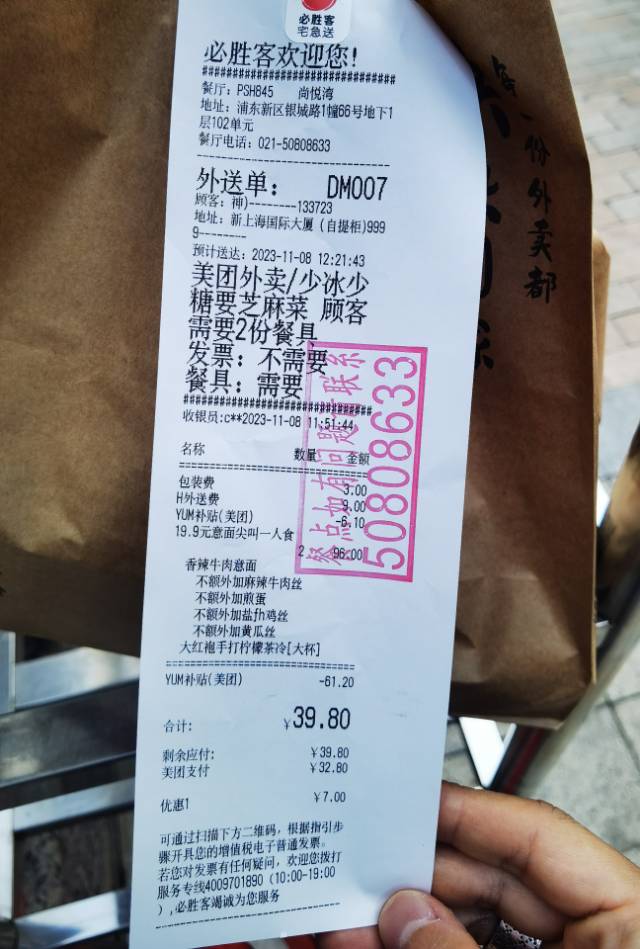 必胜客
宅急送
必胜客欢迎您!
################################
餐厅: PSH845 尚悦湾
地址: 浦东新区银城路1幢66号地下1
层102单元
餐厅电话: 021-50808633
外送单: DM007
顾客: 神)--------133723
地址: 新上海国际大厦 (自提柜)999
9--------
预计送达: 2023-11-08 12:21:43
美团外卖/少冰少
糖要芝麻菜 顾客
需要2份餐具
发票: 不需要
餐具: 需要
################################
收银员:c**2023-11-08 11:51:44
名称 数量 金额
包装费 3.00
H外送费 9.00
YUM补贴(美团) -6.10
19.9元意面尖叫一人食
2 96.00
香辣牛肉意面
不额外加麻辣牛肉丝
不额外加煎蛋
不额外加盐fh鸡丝
不额外加黄瓜丝
大红袍手打柠檬茶冷[大杯]
YUM补贴(美团) -61.20
合计: ¥39.80
剩余应付: ¥39.80
美团支付 ¥32.80
优惠1 ¥7.00
可通过扫描下方二维码, 根据指引步
骤开具您的增值税电子普通发票。
若您对发票有任何疑问, 欢迎您拨打
服务专线4009701890 (10:00-19:00
),必胜客竭诚为您服务
餐点如有问题请联系
50808633
每一份外卖都